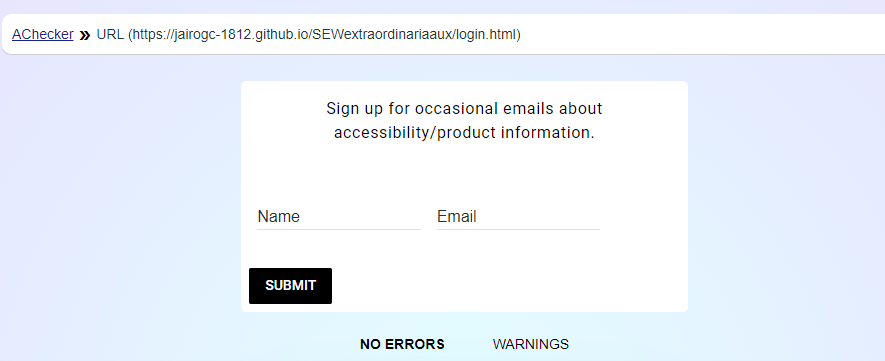 AChecker » URL (https://jairogc-1812.github.io/SEWextraordinariaaux/login.html)
Sign up for occasional emails about
accessibility/product information.
Name Email
SUBMIT
NO ERRORS WARNINGS